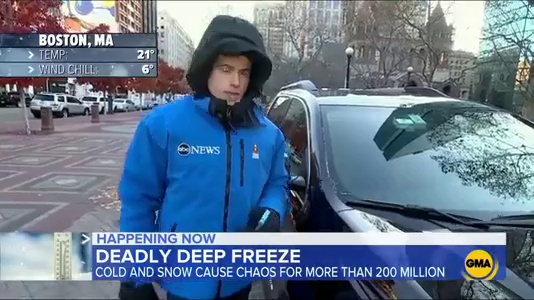 BOSTON, MA
> TEMP: 21°
> WIND CHILL: 6°
abc NEWS
HAPPENING NOW
DEADLY DEEP FREEZE
COLD AND SNOW CAUSE CHAOS FOR MORE THAN 200 MILLION
GMA